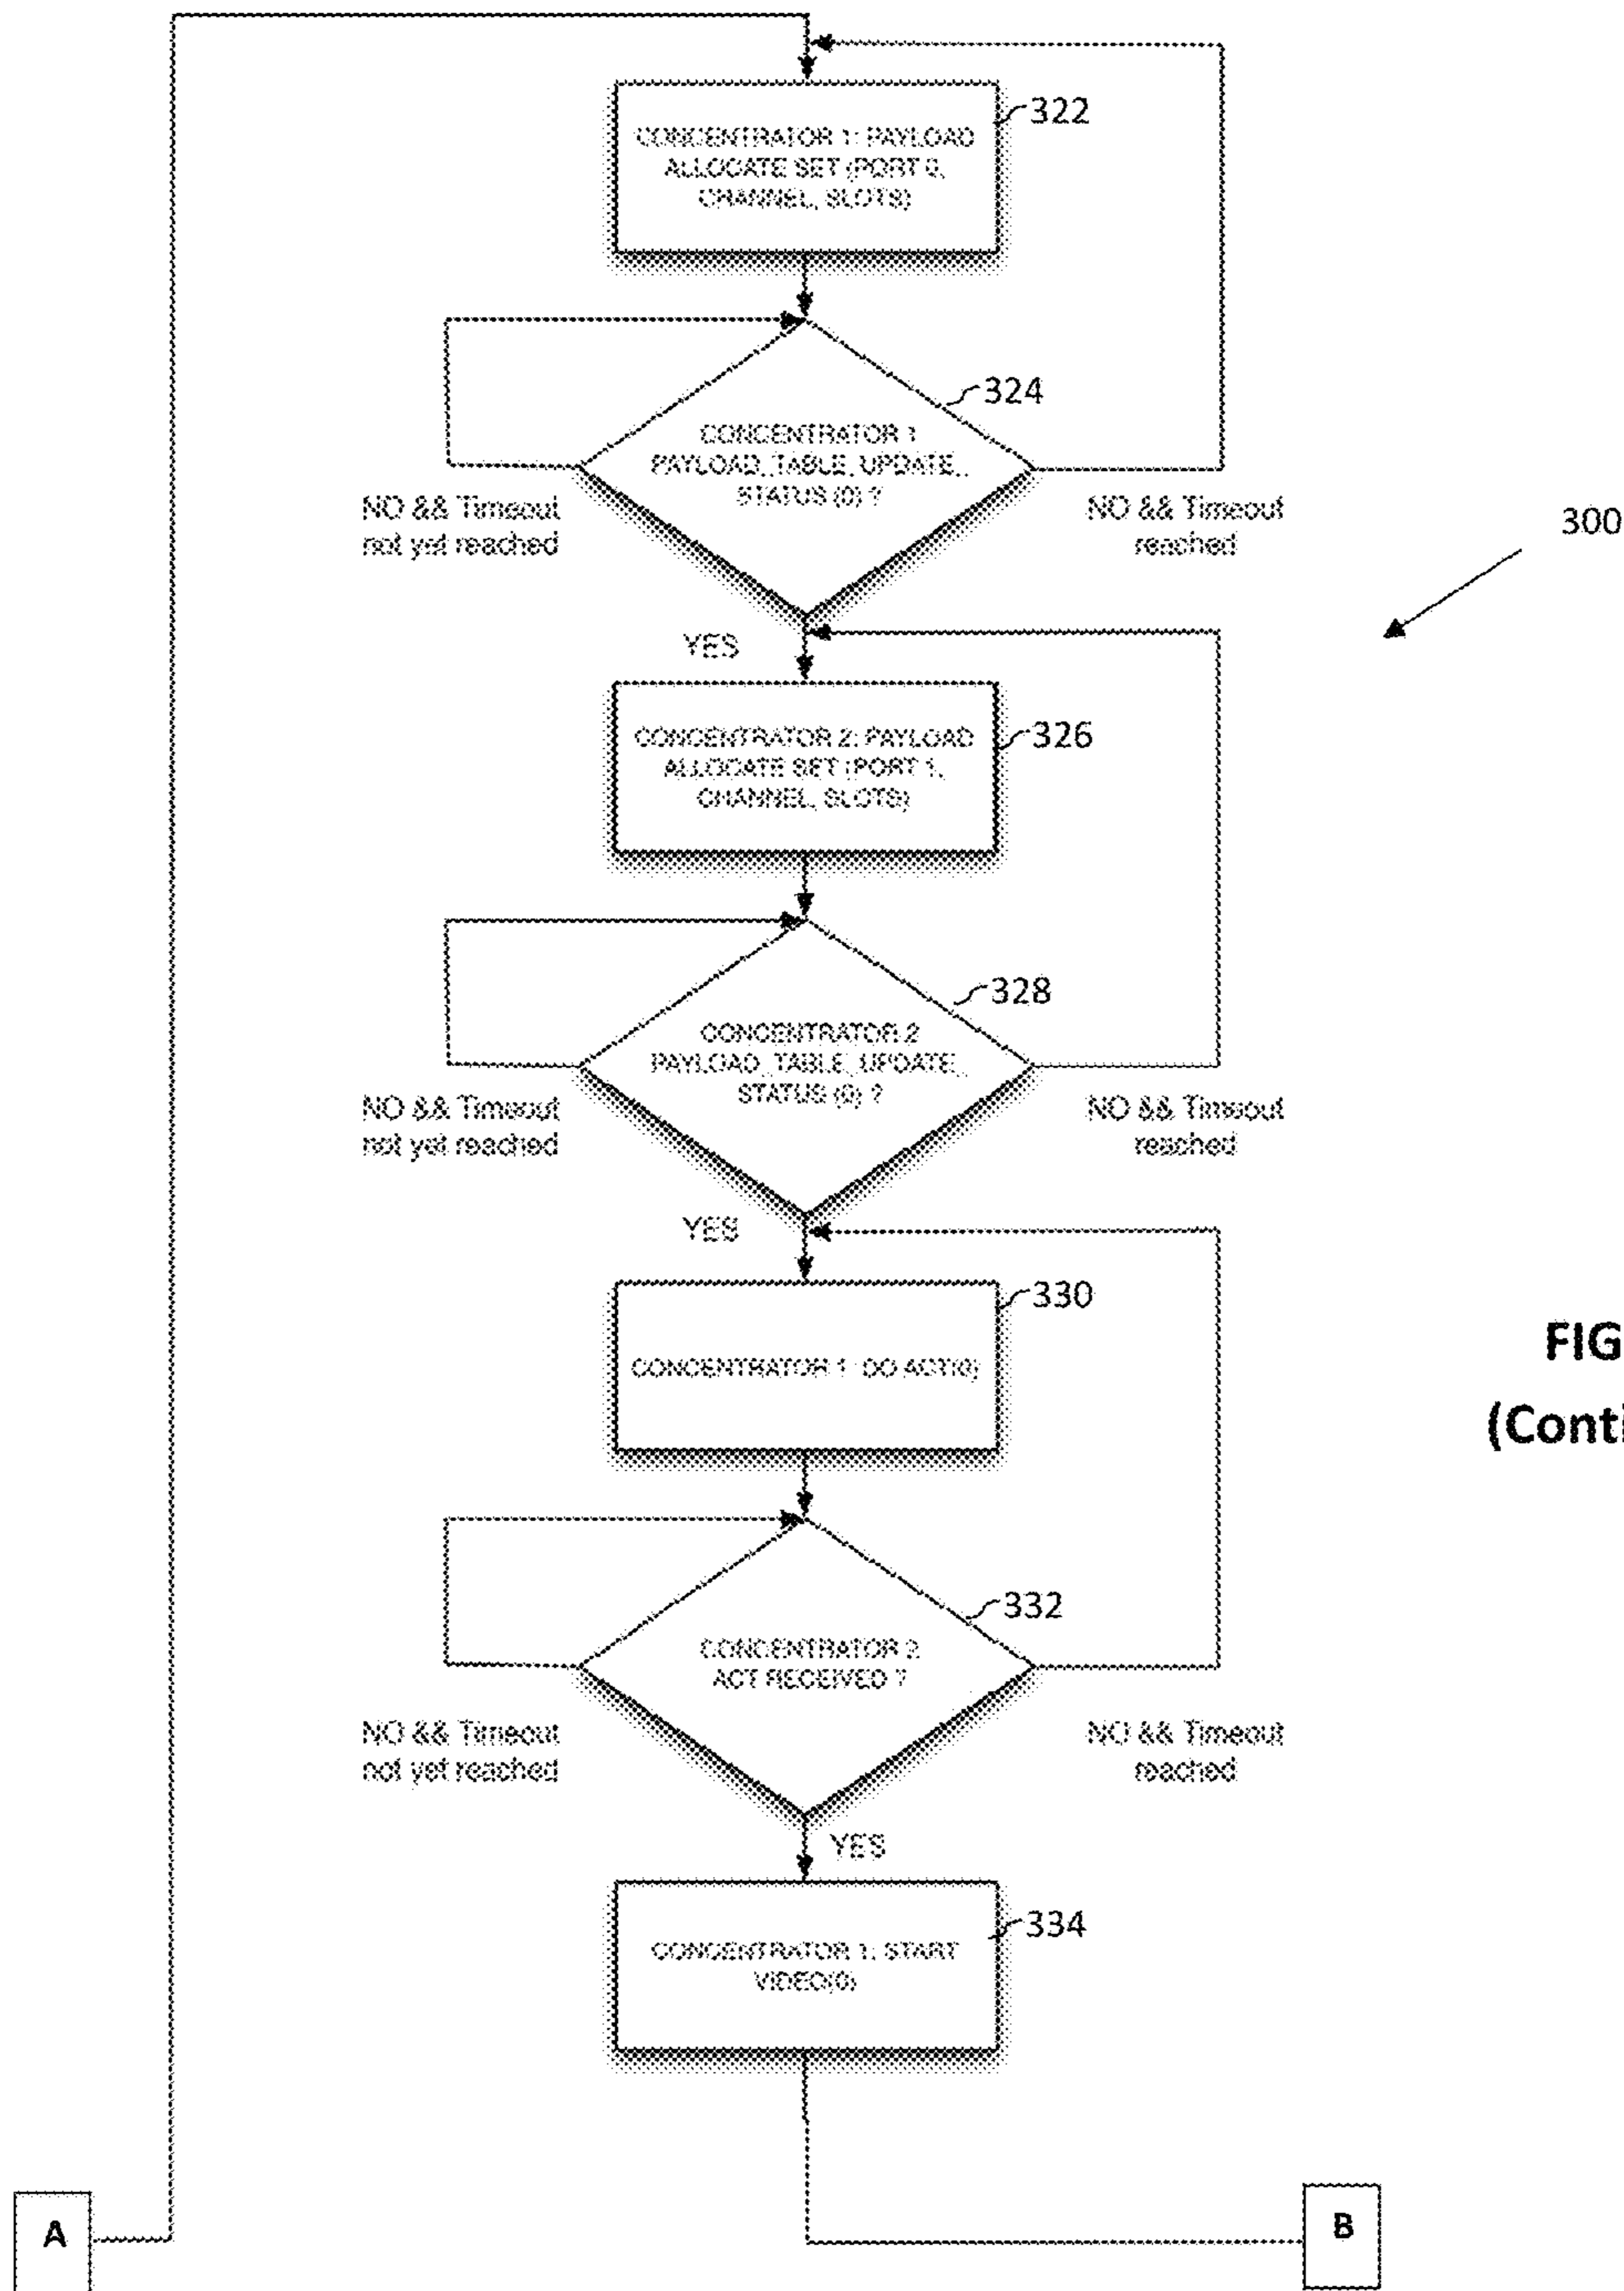 322
CONCENTRATOR 1: PAYLOAD
ALLOCATE SET (PORT 0,
CHANNEL, SLOTS)
324
CONCENTRATOR 1
PAYLOAD_TABLE_UPDATE_
STATUS (0) ?
NO && Timeout
not yet reached
NO && Timeout
reached
300
YES
326
CONCENTRATOR 2: PAYLOAD
ALLOCATE SET (PORT 1,
CHANNEL, SLOTS)
328
CONCENTRATOR 2
PAYLOAD_TABLE_UPDATE_
STATUS (0) ?
NO && Timeout
not yet reached
NO && Timeout
reached
YES
330
CONCENTRATOR 1: DO ACT(0)
FIG
(Conti
332
CONCENTRATOR 2
ACT RECEIVED ?
NO && Timeout
not yet reached
NO && Timeout
reached
YES
334
CONCENTRATOR 1: START
VIDEO(0)
A
B